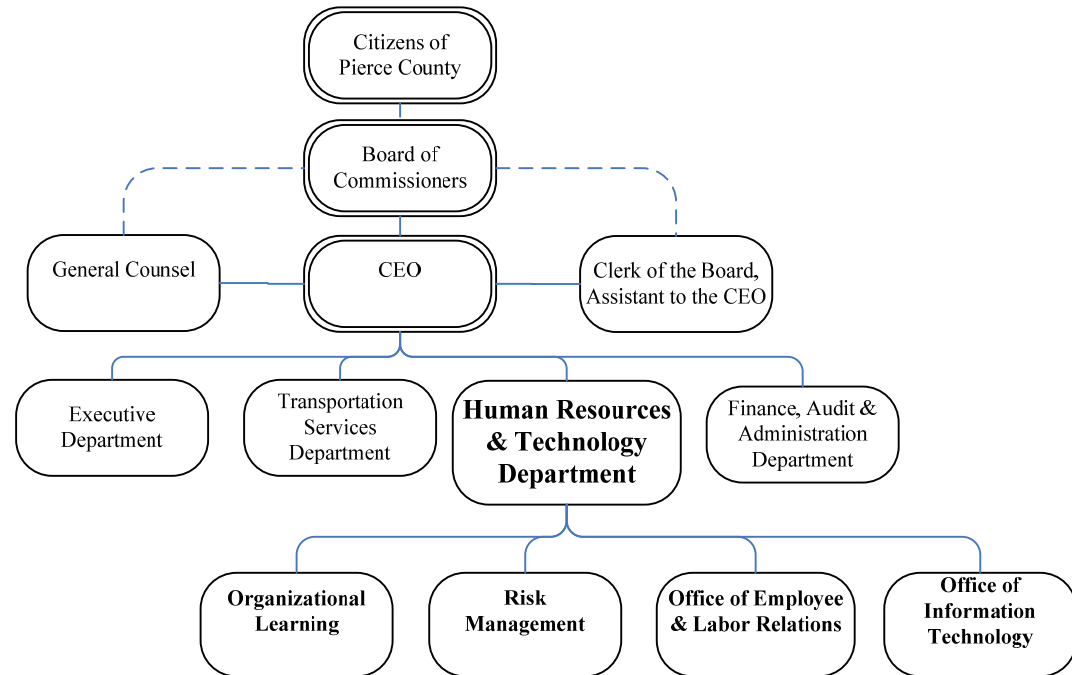 Citizens of
Pierce County
Board of
Commissioners
General Counsel
CEO
Clerk of the Board,
Assistant to the CEO
Executive
Department
Transportation
Services
Department
Human Resources
& Technology
Department
Finance, Audit &
Administration
Department
Organizational
Learning
Risk
Management
Office of Employee
& Labor Relations
Office of
Information
Technology